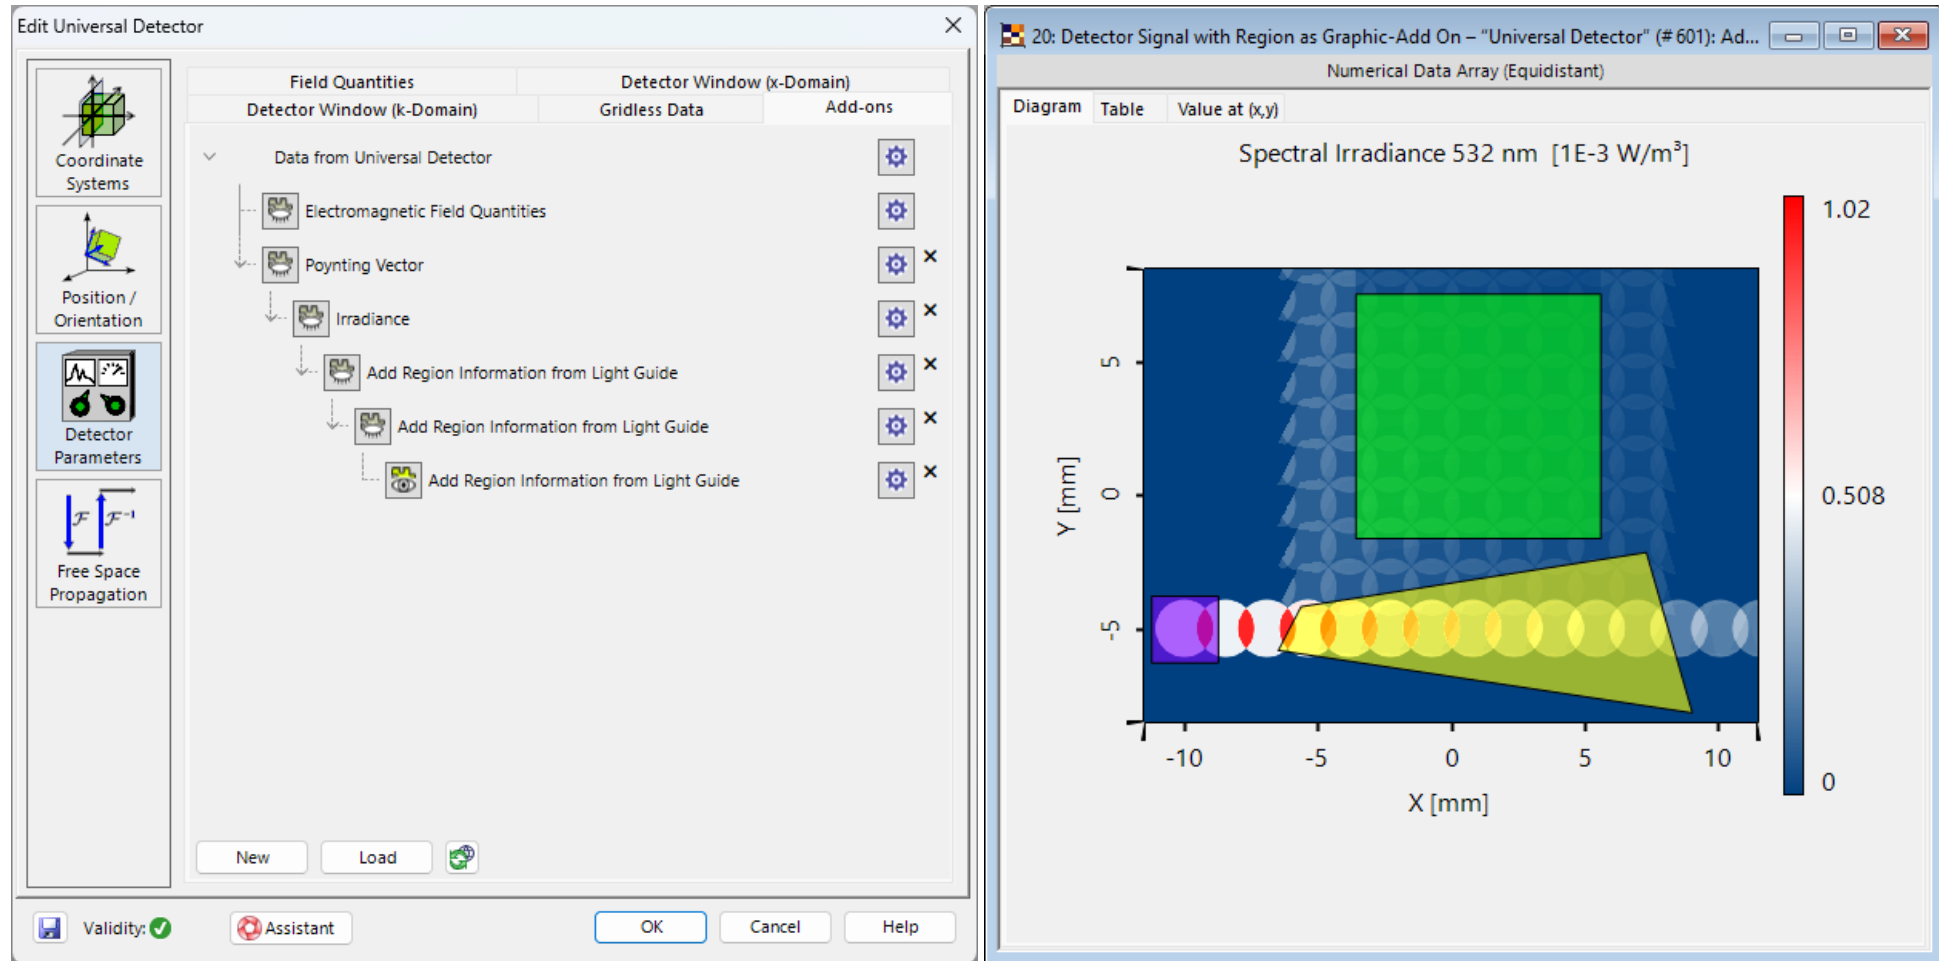 Edit Universal Detector
Coordinate
Systems
Position /
Orientation
Detector
Parameters
ℱ ℱ⁻¹
Free Space
Propagation
Field Quantities
Detector Window (x-Domain)
Detector Window (k-Domain)
Gridless Data
Add-ons
Data from Universal Detector
Electromagnetic Field Quantities
Poynting Vector
Irradiance
Add Region Information from Light Guide
Add Region Information from Light Guide
Add Region Information from Light Guide
New
Load
Validity:
Assistant
OK
Cancel
Help
20: Detector Signal with Region as Graphic-Add On – "Universal Detector" (# 601): Ad...
Numerical Data Array (Equidistant)
Diagram
Table
Value at (x,y)
Spectral Irradiance 532 nm [1E-3 W/m³]
1.02
0.508
0
5
0
-5
Y [mm]
-10
-5
0
5
10
X [mm]